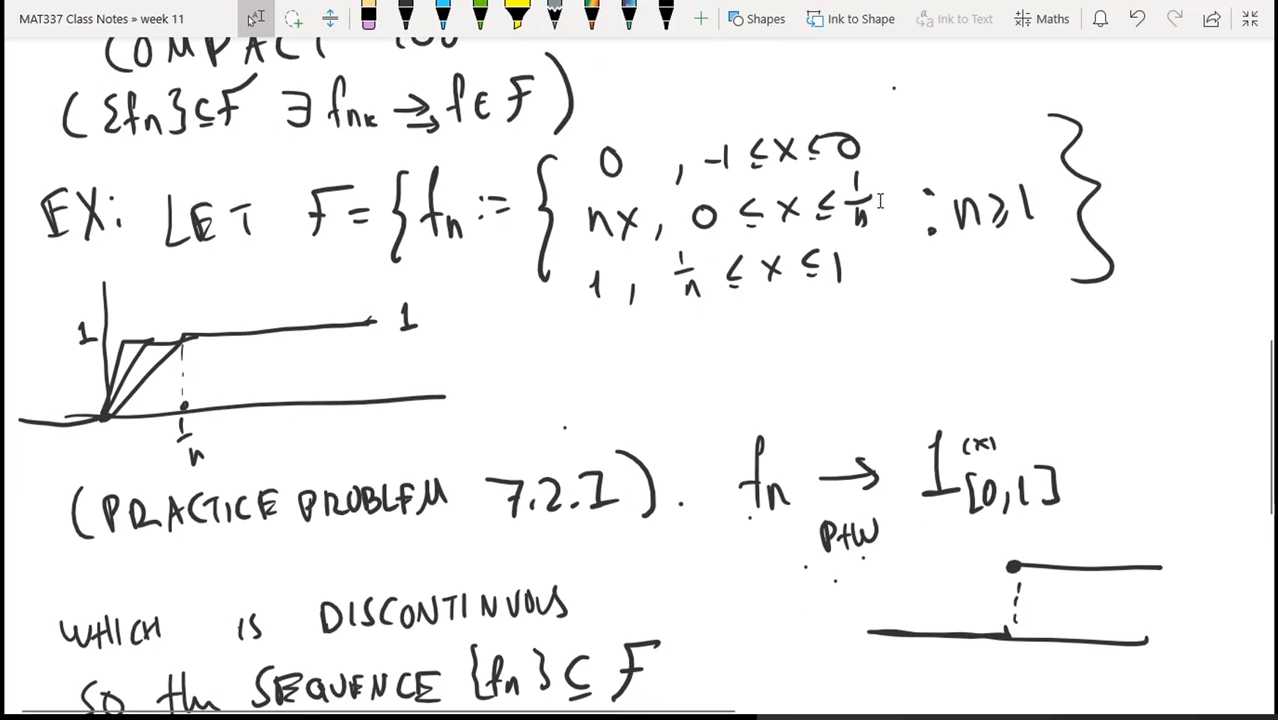 MAT337 Class Notes » week 11
Shapes
Ink to Shape
Ink to Text
Maths
COMPACT
({fn}⊆F ∃ fnₖ ⇉ f∈F)
EX: LET F = { fn := { 0 , -1 ≤ x ≤ 0
nx, 0 ≤ x ≤ 1/n : n ≥ 1 }
1 , 1/n ≤ x ≤ 1
1
1
1/n
(PRACTICE PROBLEM 7.2.I). fn → 1[0,1] (x)
ptw
WHICH IS DISCONTINUOUS
so the SEQUENCE {fn} ⊆ F